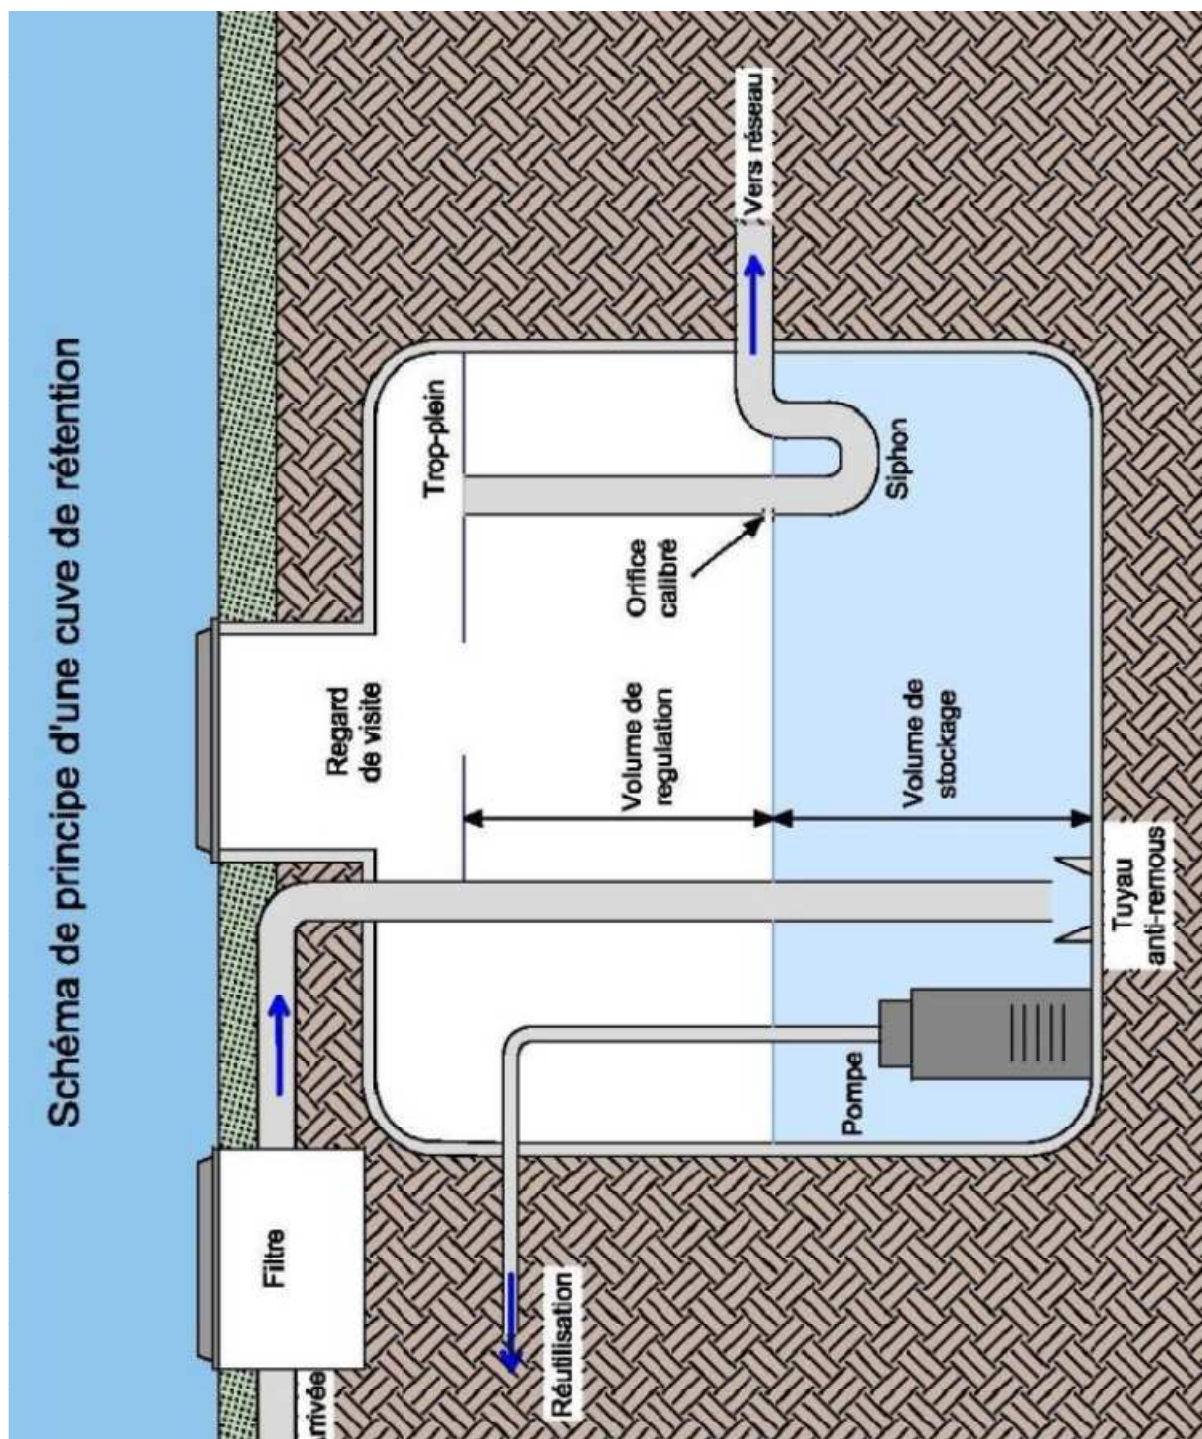 Schéma de principe d'une cuve de rétention
Filtre
Regard
de visite
Trop-plein
Vers réseau
Réutilisation
Orifice
calibré
Volume de
regulation
Siphon
Volume de
stockage
Pompe
Tuyau
anti-remous